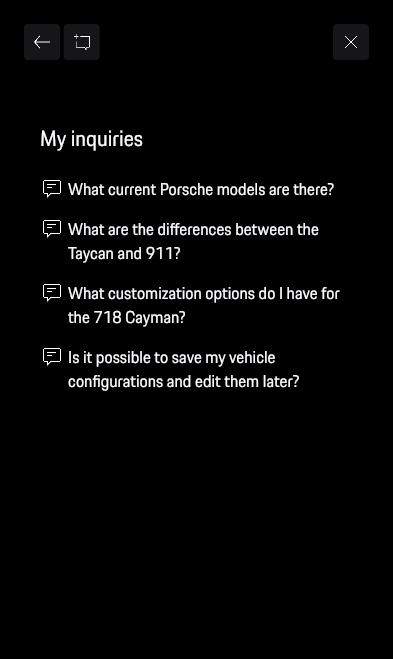 My inquiries
What current Porsche models are there?
What are the differences between the
Taycan and 911?
What customization options do I have for
the 718 Cayman?
Is it possible to save my vehicle
configurations and edit them later?